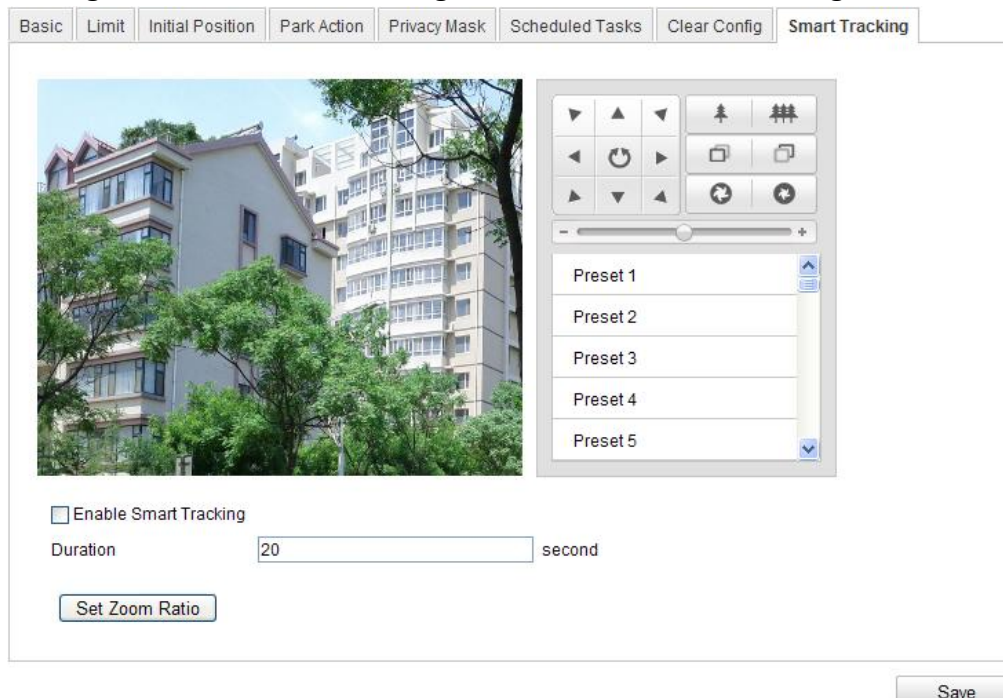 Basic Limit Initial Position Park Action Privacy Mask Scheduled Tasks Clear Config Smart Tracking
- +
Preset 1
Preset 2
Preset 3
Preset 4
Preset 5
Enable Smart Tracking
Duration 20 second
Set Zoom Ratio
Save